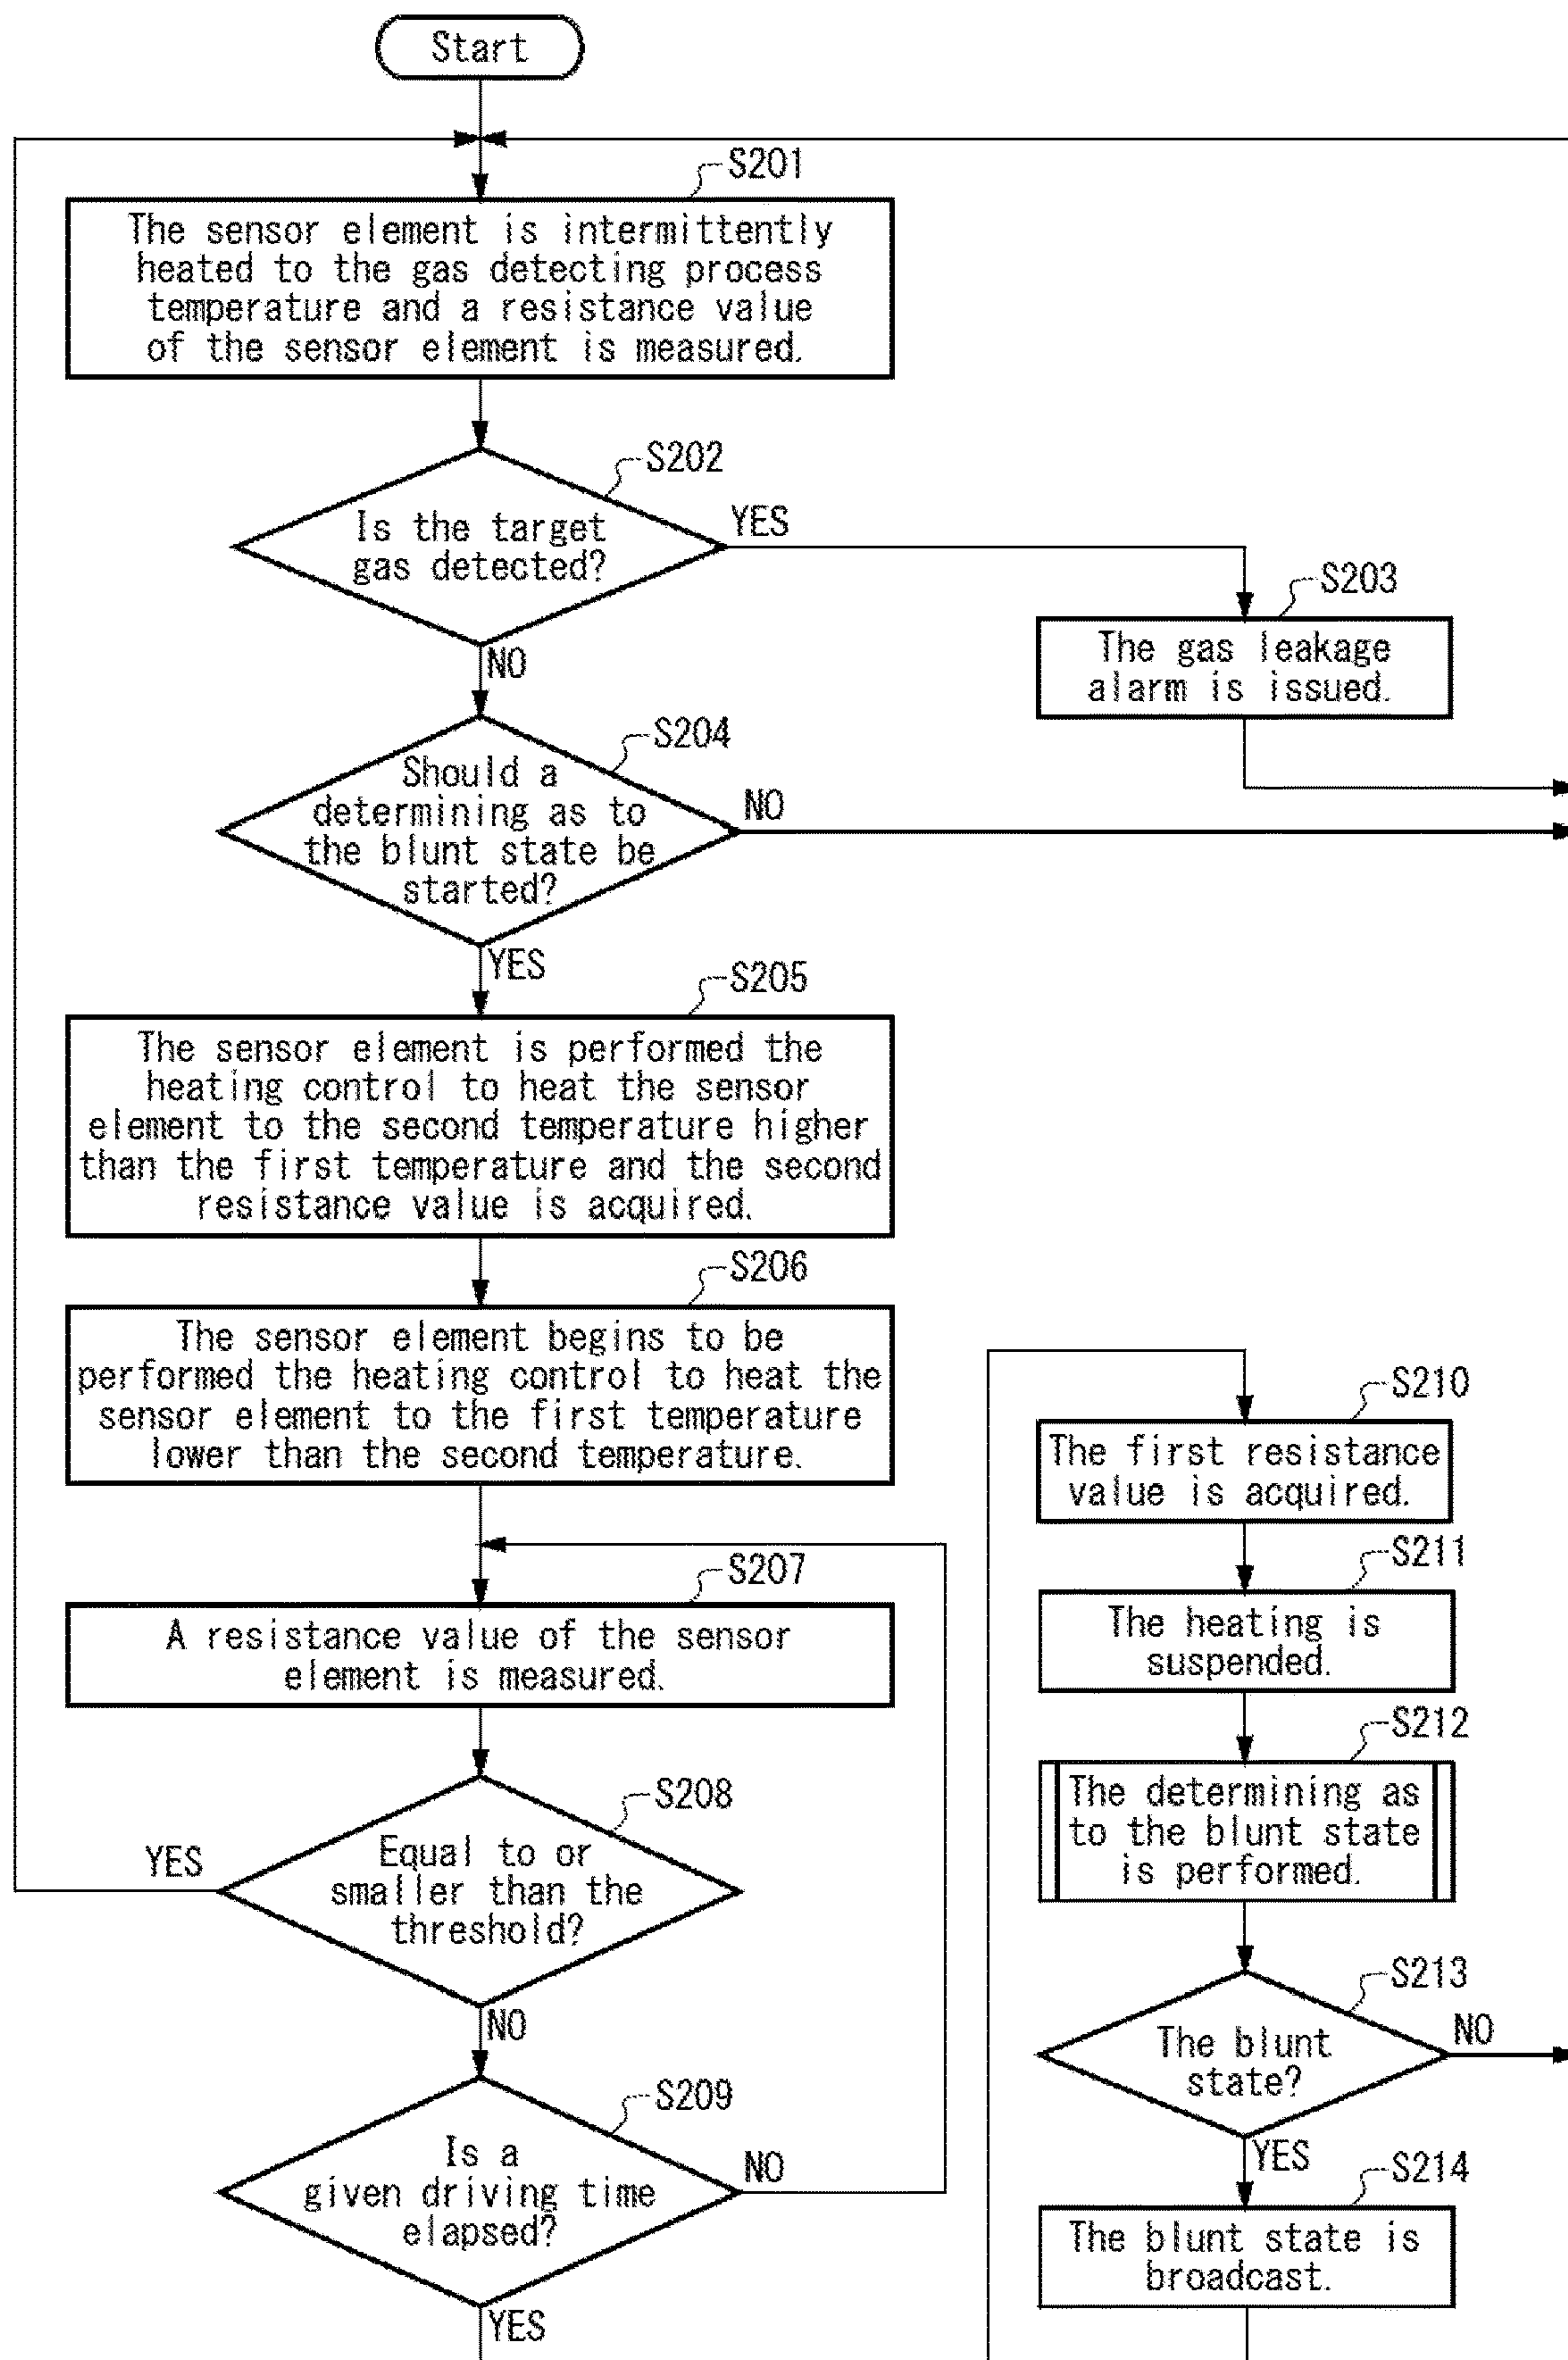 Start
S201
The sensor element is intermittently
heated to the gas detecting process
temperature and a resistance value
of the sensor element is measured.
S202
Is the target
gas detected?
YES
NO
S203
The gas leakage
alarm is issued.
S204
Should a
determining as to
the blunt state be
started?
NO
YES
S205
The sensor element is performed the
heating control to heat the sensor
element to the second temperature higher
than the first temperature and the second
resistance value is acquired.
S206
The sensor element begins to be
performed the heating control to heat the
sensor element to the first temperature
lower than the second temperature.
S207
A resistance value of the sensor
element is measured.
S208
Equal to or
smaller than the
threshold?
YES
NO
S209
Is a
given driving time
elapsed?
NO
YES
S210
The first resistance
value is acquired.
S211
The heating is
suspended.
S212
The determining as
to the blunt state
is performed.
S213
The blunt
state?
NO
YES
S214
The blunt state is
broadcast.